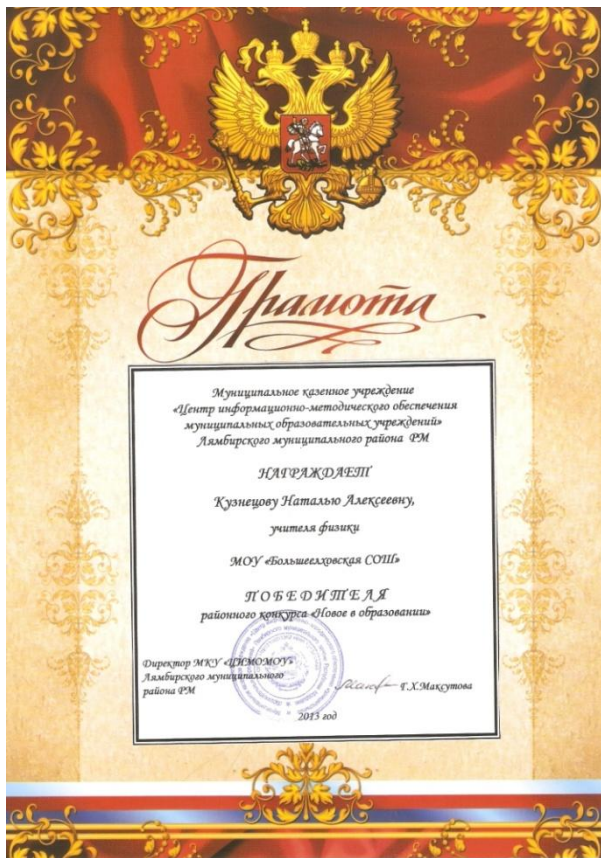 Грамота
Муниципальное казенное учреждение
«Центр информационно-методического обеспечения
муниципальных образовательных учреждений»
Лямбирского муниципального района РМ
НАГРАЖДАЕТ
Кузнецову Наталью Алексеевну,
учителя физики
МОУ «Большеелховская СОШ»
ПОБЕДИТЕЛЯ
районного конкурса «Новое в образовании»
Директор МКУ «ЦИМОМОУ»
Лямбирского муниципального
района РМ
Г.Х.Максутова
2013 год